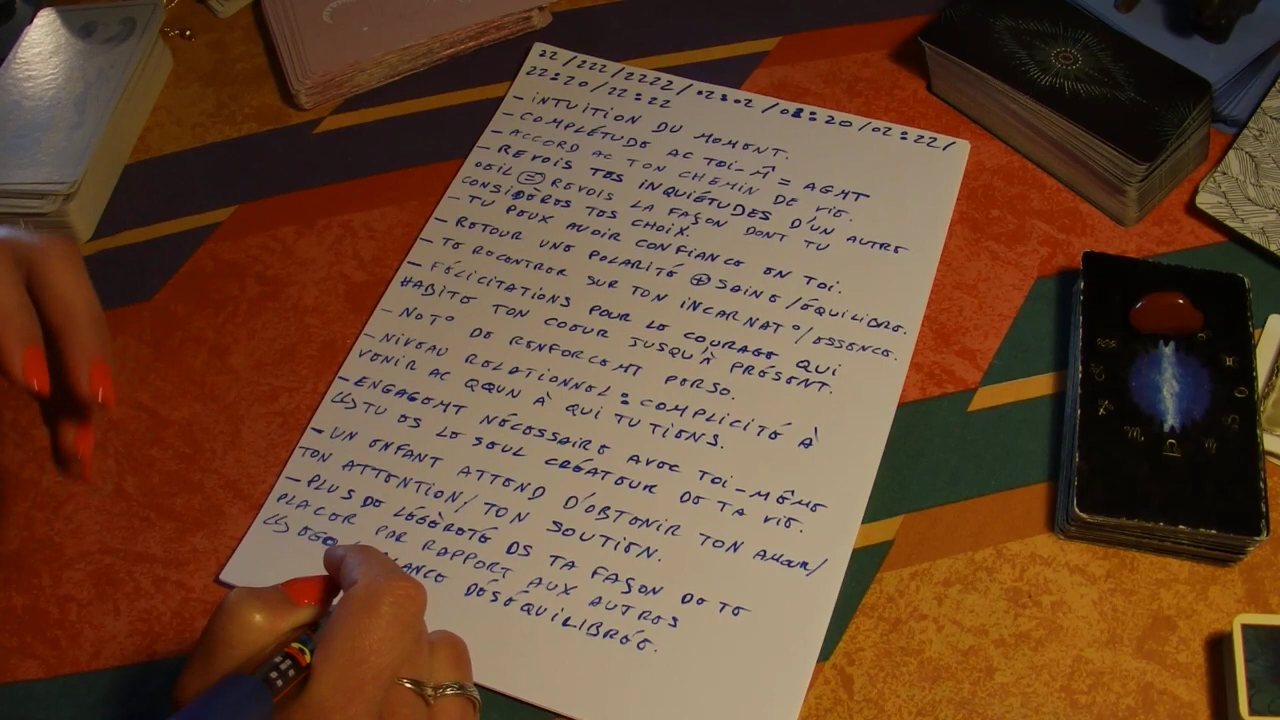 22/222/2222/02:02/02:20/02:22/
22:20/22:22
- INTUITION DU MOMENT.
- COMPLÉTUDE AC TOI-M̂ = AGMT
- ACCORD AC TON CHEMIN DE VIE.
- REVOIS TES INQUIÉTUDES D'UN AUTRE
OEIL ⊜ REVOIS LA FAÇON DONT TU
CONSIDÈRES TES CHOIX.
- TU PEUX AVOIR CONFIANCE EN TOI.
- RETOUR UNE POLARITÉ ⊕ SAINE/ÉQUILIBRE.
- TE RECENTRER SUR TON INCARNAT°/ESSENCE.
- FÉLICITATIONS POUR LE COURAGE QUI
HABITE TON COEUR JUSQU'À PRÉSENT.
- NOT° DE RENFORCEMT PERSO.
- NIVEAU RELATIONNEL : COMPLICITÉ À
VENIR AC QQUN À QUI TU TIENS.
- ENGAGEMT NÉCESSAIRE AVEC TOI-MÊME
↳ TU ES LE SEUL CRÉATEUR DE TA VIE.
- UN ENFANT ATTEND D'OBTENIR TON AMOUR/
TON ATTENTION/TON SOUTIEN.
- PLUS DE LÉGÈRETÉ DS TA FAÇON DE TE
PLACER PAR RAPPORT AUX AUTRES
↳ DÉSÉQUILIBRÉE.